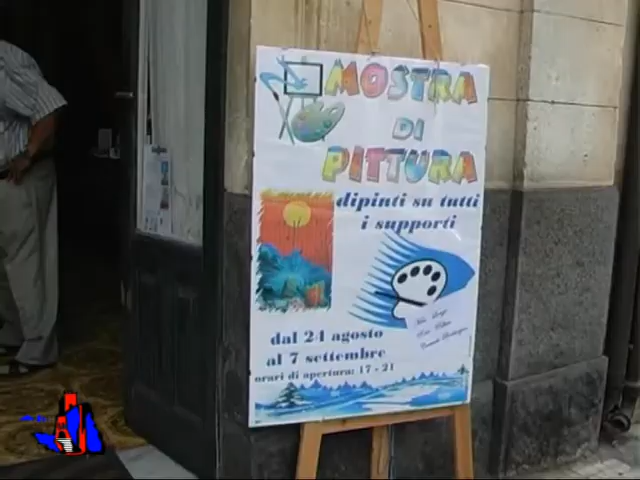 MOSTRA
DI
PITTURA
dipinti su tutti
i supporti
dal 24 agosto
al 7 settembre
orari di apertura: 17 - 21